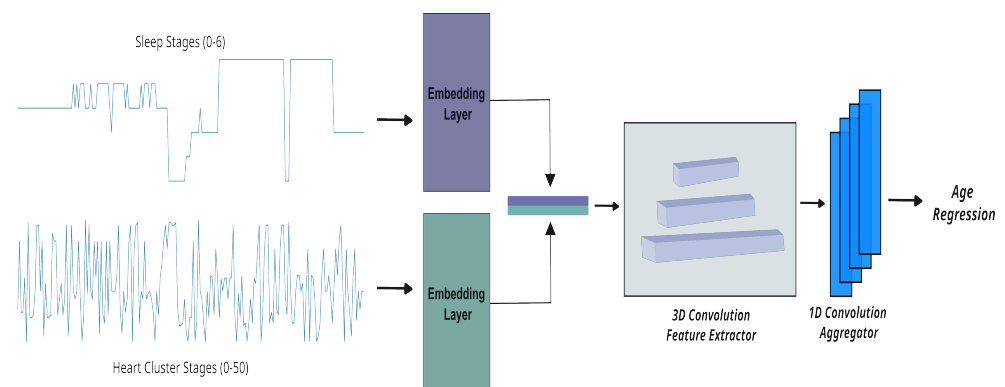 Sleep Stages (0-6)
Embedding
Layer
Heart Cluster Stages (0-50)
Embedding
Layer
3D Convolution
Feature Extractor
1D Convolution
Aggregator
Age
Regression